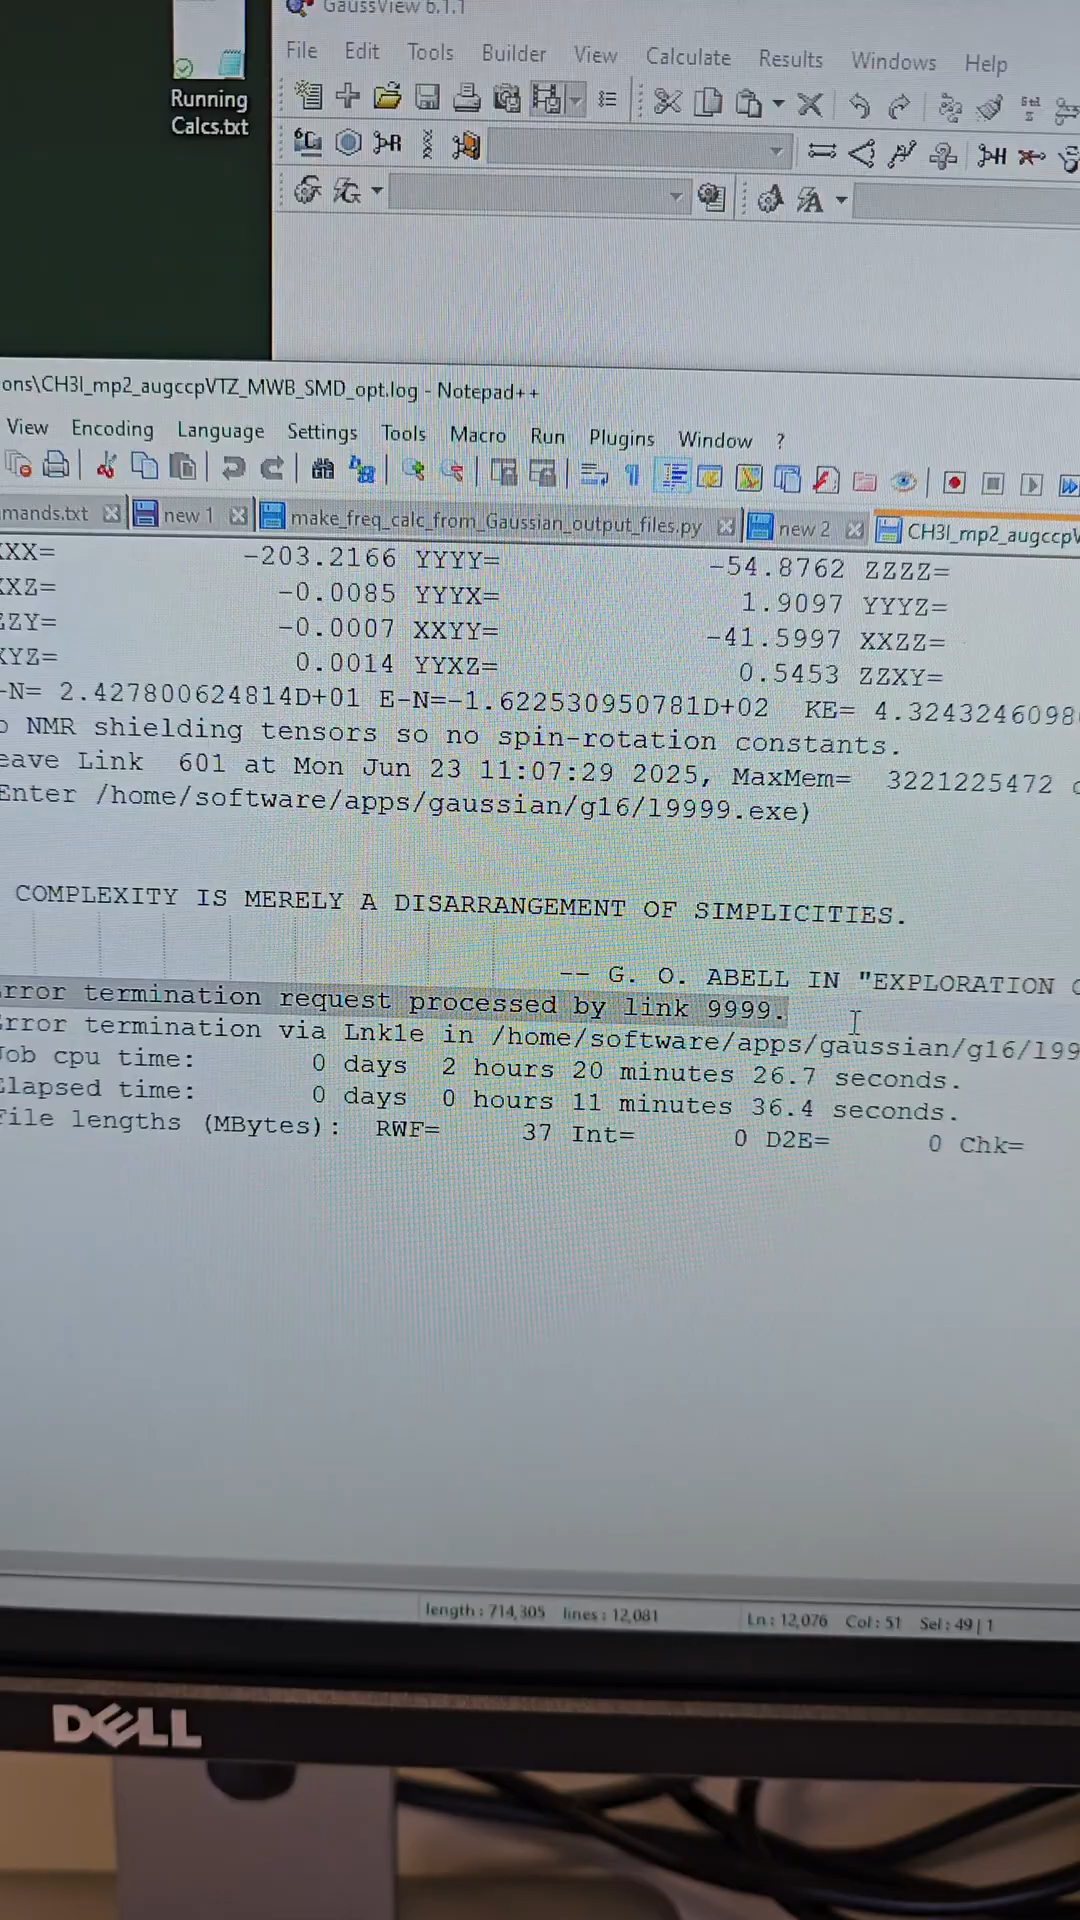 GaussView 6.1.1
File Edit Tools Builder View Calculate Results Windows Help
Running
Calcs.txt
ons\CH3I_mp2_augccpVTZ_MWB_SMD_opt.log - Notepad++
View Encoding Language Settings Tools Macro Run Plugins Window ?
mands.txt new 1 make_freq_calc_from_Gaussian_output_files.py new 2 CH3I_mp2_augccpV
XXX= -203.2166 YYYY= -54.8762 ZZZZ=
XXZ= -0.0085 YYYX= 1.9097 YYYZ=
ZZY= -0.0007 XXYY= -41.5997 XXZZ=
XYZ= 0.0014 YYXZ= 0.5453 ZZXY=
-N= 2.427800624814D+01 E-N=-1.622530950781D+02 KE= 4.3243246098
o NMR shielding tensors so no spin-rotation constants.
eave Link 601 at Mon Jun 23 11:07:29 2025, MaxMem= 3221225472 c
Enter /home/software/apps/gaussian/g16/l9999.exe)
COMPLEXITY IS MERELY A DISARRANGEMENT OF SIMPLICITIES.
-- G. O. ABELL IN "EXPLORATION O
rror termination request processed by link 9999.
Error termination via Lnk1e in /home/software/apps/gaussian/g16/l99
Job cpu time: 0 days 2 hours 20 minutes 26.7 seconds.
Elapsed time: 0 days 0 hours 11 minutes 36.4 seconds.
File lengths (MBytes): RWF= 37 Int= 0 D2E= 0 Chk=
length : 714,305 lines : 12,081 Ln : 12,076 Col : 51 Sel : 49 | 1
DELL